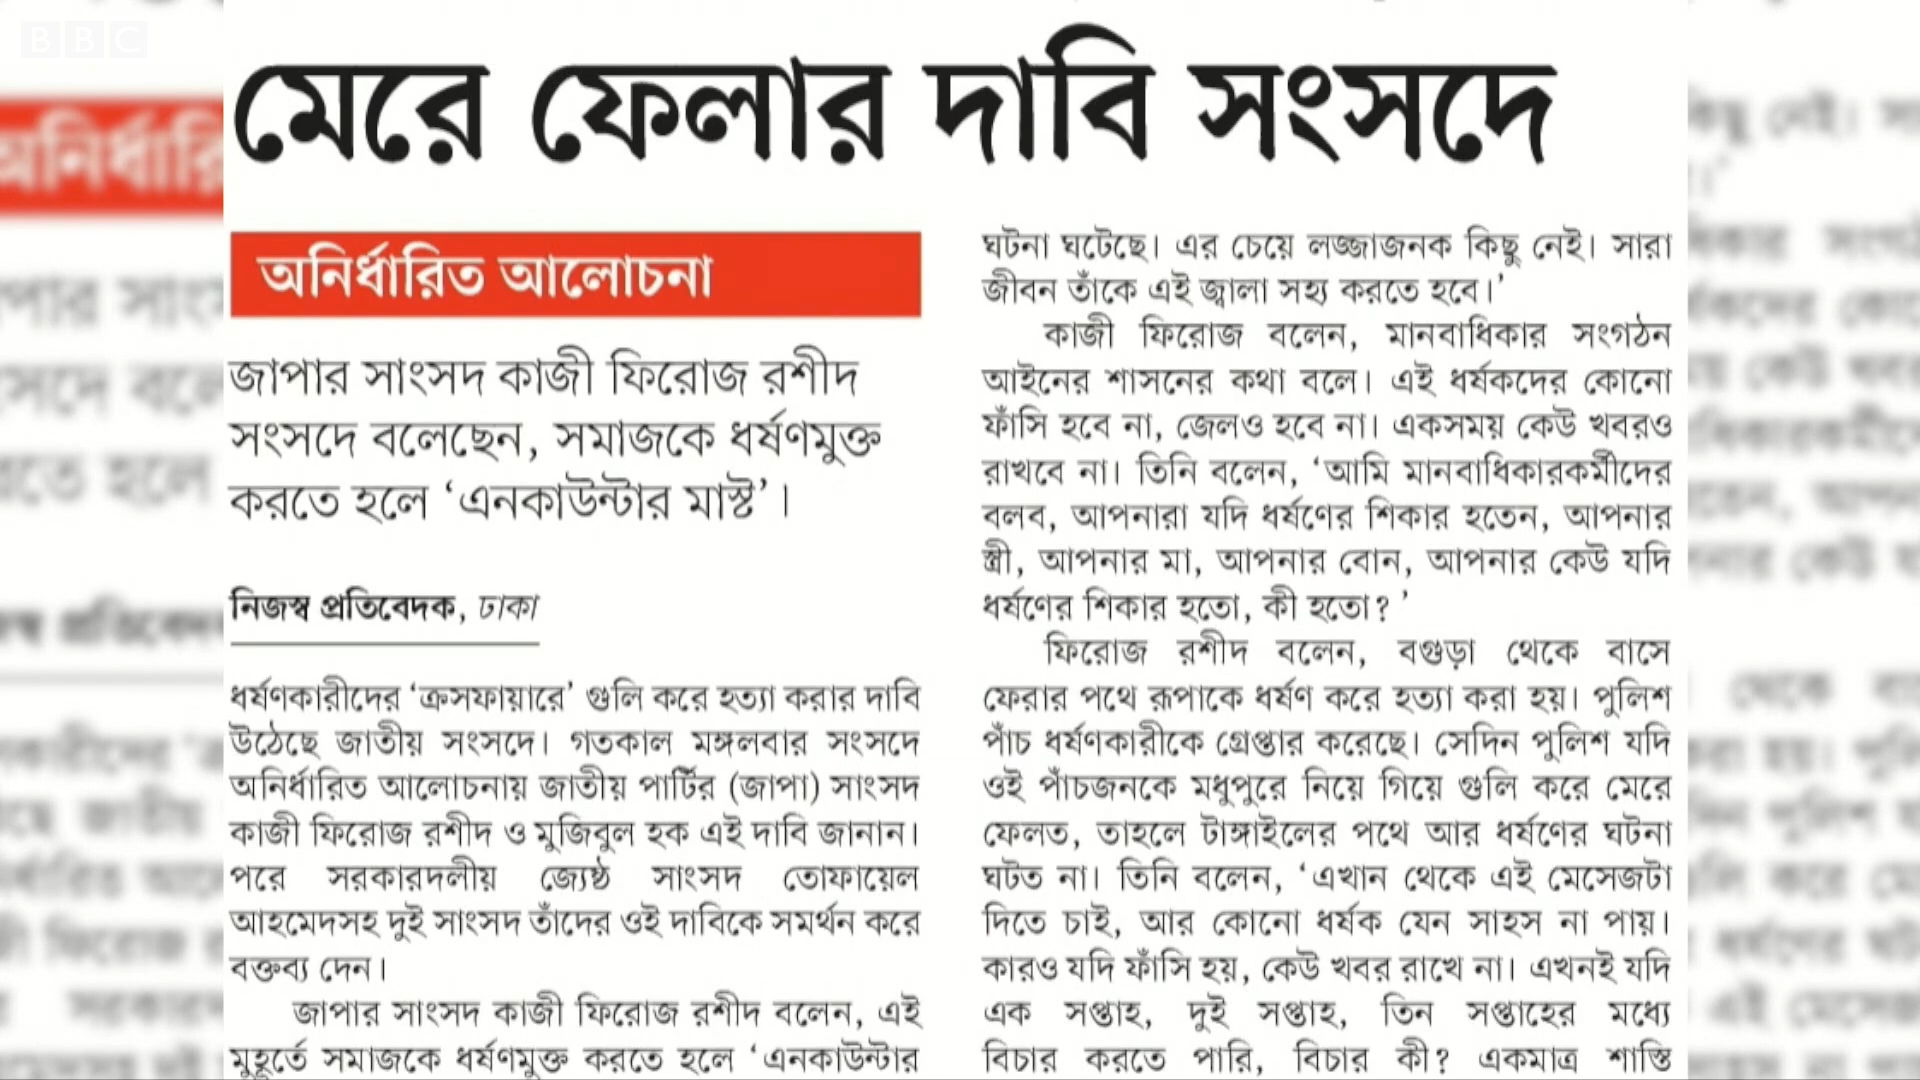 BBC
মেরে ফেলার দাবি সংসদে
অনির্ধারিত আলোচনা
জাপার সাংসদ কাজী ফিরোজ রশীদ
সংসদে বলেছেন, সমাজকে ধর্ষণমুক্ত
করতে হলে ‘এনকাউন্টার মাস্ট’।
নিজস্ব প্রতিবেদক, ঢাকা
ধর্ষণকারীদের ‘ক্রসফায়ারে’ গুলি করে হত্যা করার দাবি
উঠেছে জাতীয় সংসদে। গতকাল মঙ্গলবার সংসদে
অনির্ধারিত আলোচনায় জাতীয় পার্টির (জাপা) সাংসদ
কাজী ফিরোজ রশীদ ও মুজিবুল হক এই দাবি জানান।
পরে সরকারদলীয় জ্যেষ্ঠ সাংসদ তোফায়েল
আহমেদসহ দুই সাংসদ তাঁদের ওই দাবিকে সমর্থন করে
বক্তব্য দেন।
জাপার সাংসদ কাজী ফিরোজ রশীদ বলেন, এই
মুহূর্তে সমাজকে ধর্ষণমুক্ত করতে হলে ‘এনকাউন্টার
ঘটনা ঘটেছে। এর চেয়ে লজ্জাজনক কিছু নেই। সারা
জীবন তাঁকে এই জ্বালা সহ্য করতে হবে।’
কাজী ফিরোজ বলেন, মানবাধিকার সংগঠন
আইনের শাসনের কথা বলে। এই ধর্ষকদের কোনো
ফাঁসি হবে না, জেলও হবে না। একসময় কেউ খবরও
রাখবে না। তিনি বলেন, ‘আমি মানবাধিকারকর্মীদের
বলব, আপনারা যদি ধর্ষণের শিকার হতেন, আপনার
স্ত্রী, আপনার মা, আপনার বোন, আপনার কেউ যদি
ধর্ষণের শিকার হতো, কী হতো? ’
ফিরোজ রশীদ বলেন, বগুড়া থেকে বাসে
ফেরার পথে রূপাকে ধর্ষণ করে হত্যা করা হয়। পুলিশ
পাঁচ ধর্ষণকারীকে গ্রেপ্তার করেছে। সেদিন পুলিশ যদি
ওই পাঁচজনকে মধুপুরে নিয়ে গিয়ে গুলি করে মেরে
ফেলত, তাহলে টাঙ্গাইলের পথে আর ধর্ষণের ঘটনা
ঘটত না। তিনি বলেন, ‘এখান থেকে এই মেসেজটা
দিতে চাই, আর কোনো ধর্ষক যেন সাহস না পায়।
কারও যদি ফাঁসি হয়, কেউ খবর রাখে না। এখনই যদি
এক সপ্তাহ, দুই সপ্তাহ, তিন সপ্তাহের মধ্যে
বিচার করতে পারি, বিচার কী? একমাত্র শাস্তি